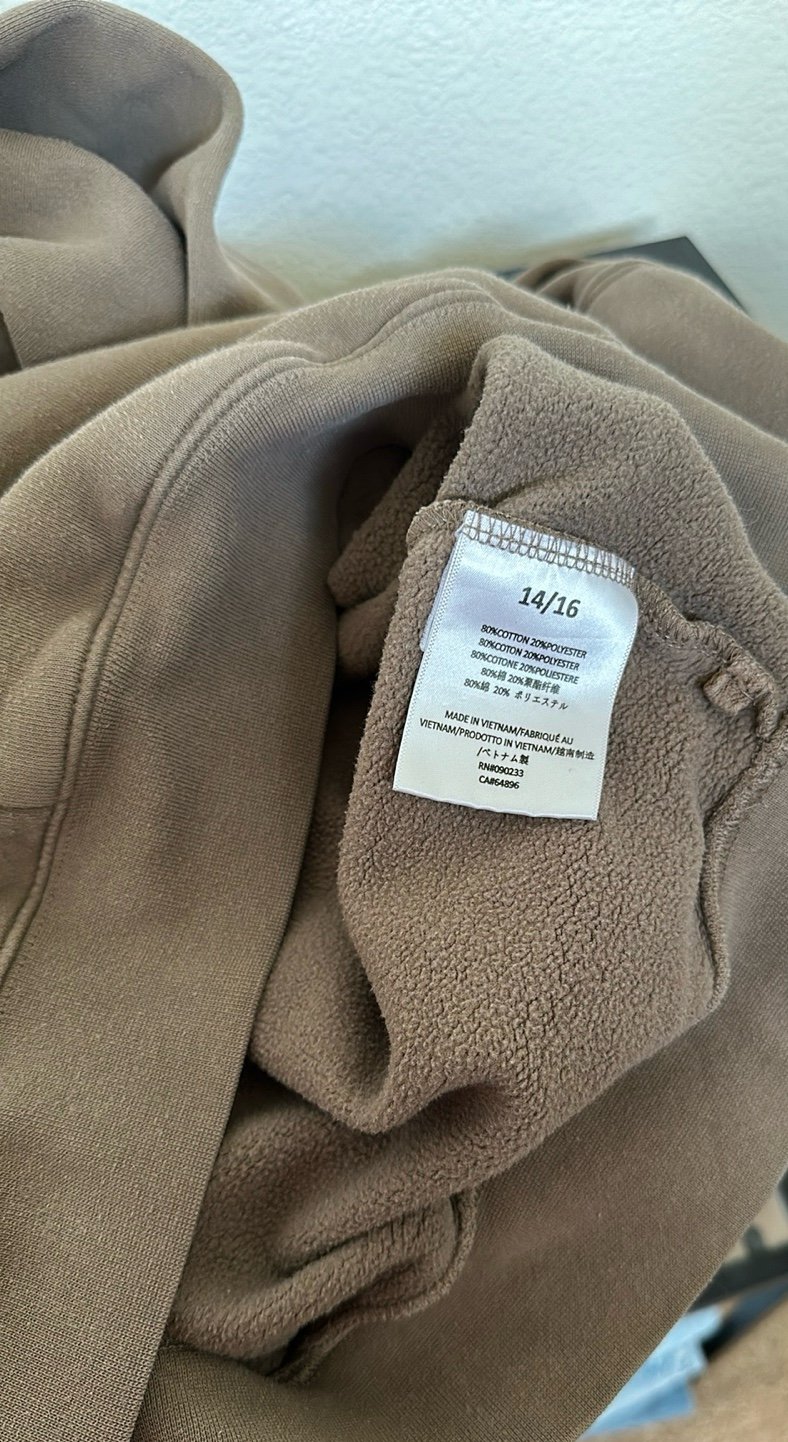 14/16
80%COTTON 20%POLYESTER
80%COTON 20%POLYESTER
80%COTONE 20%POLIESTERE
80%棉 20%聚酯纤维
80%綿 20% ポリエステル
MADE IN VIETNAM/FABRIQUÉ AU
VIETNAM/PRODOTTO IN VIETNAM/越南制造
/ベトナム製
RN#090233
CA#64896